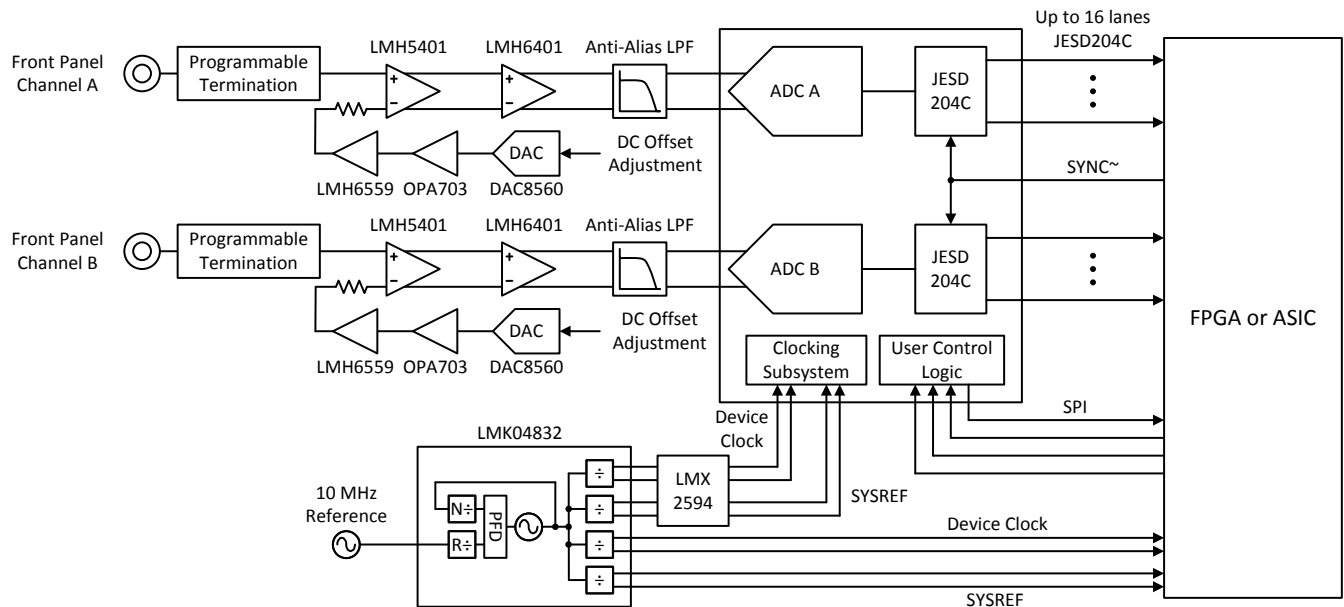 Up to 16 lanes
JESD204C
LMH5401
LMH6401
Anti-Alias LPF
Front Panel
Channel A
Programmable
Termination
+
−
+
−
ADC A
JESD
204C
DC Offset
Adjustment
DAC
LMH6559
OPA703
DAC8560
SYNC~
LMH5401
LMH6401
Anti-Alias LPF
Front Panel
Channel B
Programmable
Termination
+
−
+
−
ADC B
JESD
204C
FPGA or ASIC
DC Offset
Adjustment
DAC
LMH6559
OPA703
DAC8560
Clocking
Subsystem
User Control
Logic
SPI
Device
Clock
LMK04832
÷
LMX
2594
SYSREF
10 MHz
Reference
N÷
PFD
R÷
÷
÷
Device Clock
÷
SYSREF